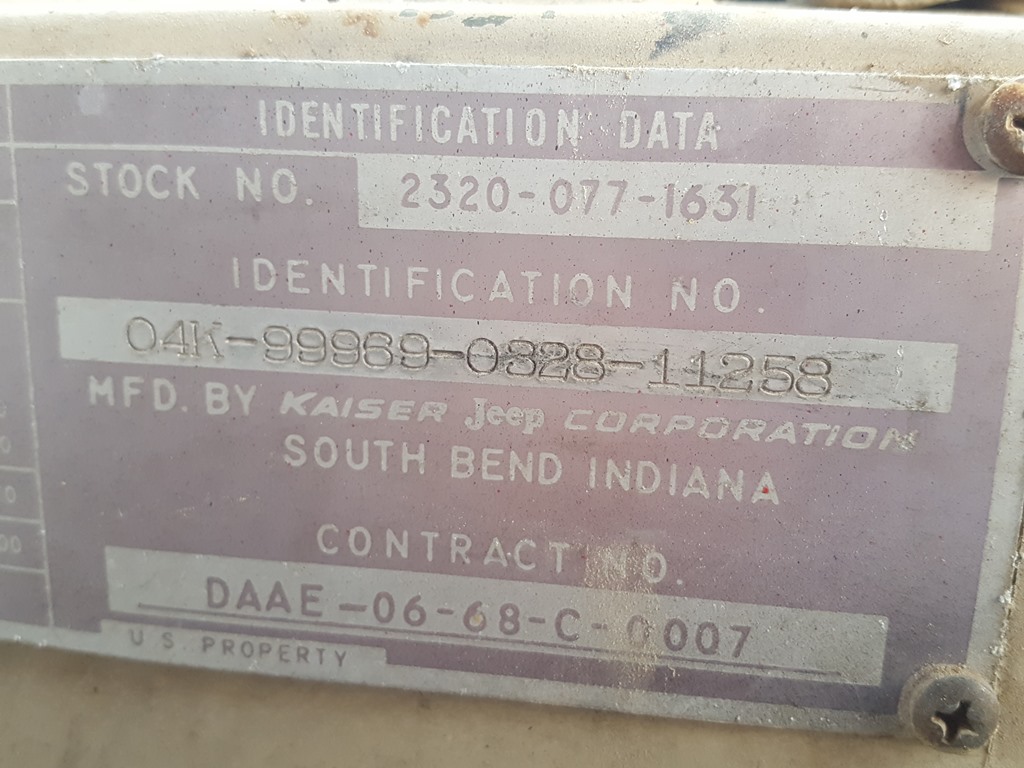 IDENTIFICATION DATA
STOCK NO. 2320-077-1631
IDENTIFICATION NO.
04K-99969-0328-11258
MFD. BY KAISER Jeep CORPORATION
SOUTH BEND INDIANA
CONTRACT NO.
DAAE-06-68-C-0007
U S PROPERTY